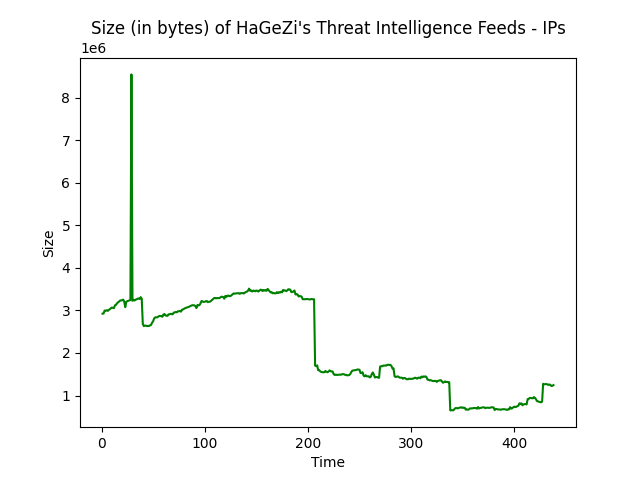 Size (in bytes) of HaGeZi's Threat Intelligence Feeds - IPs
1e6
8
7
6
5
4
3
2
1
Size
0 100 200 300 400
Time